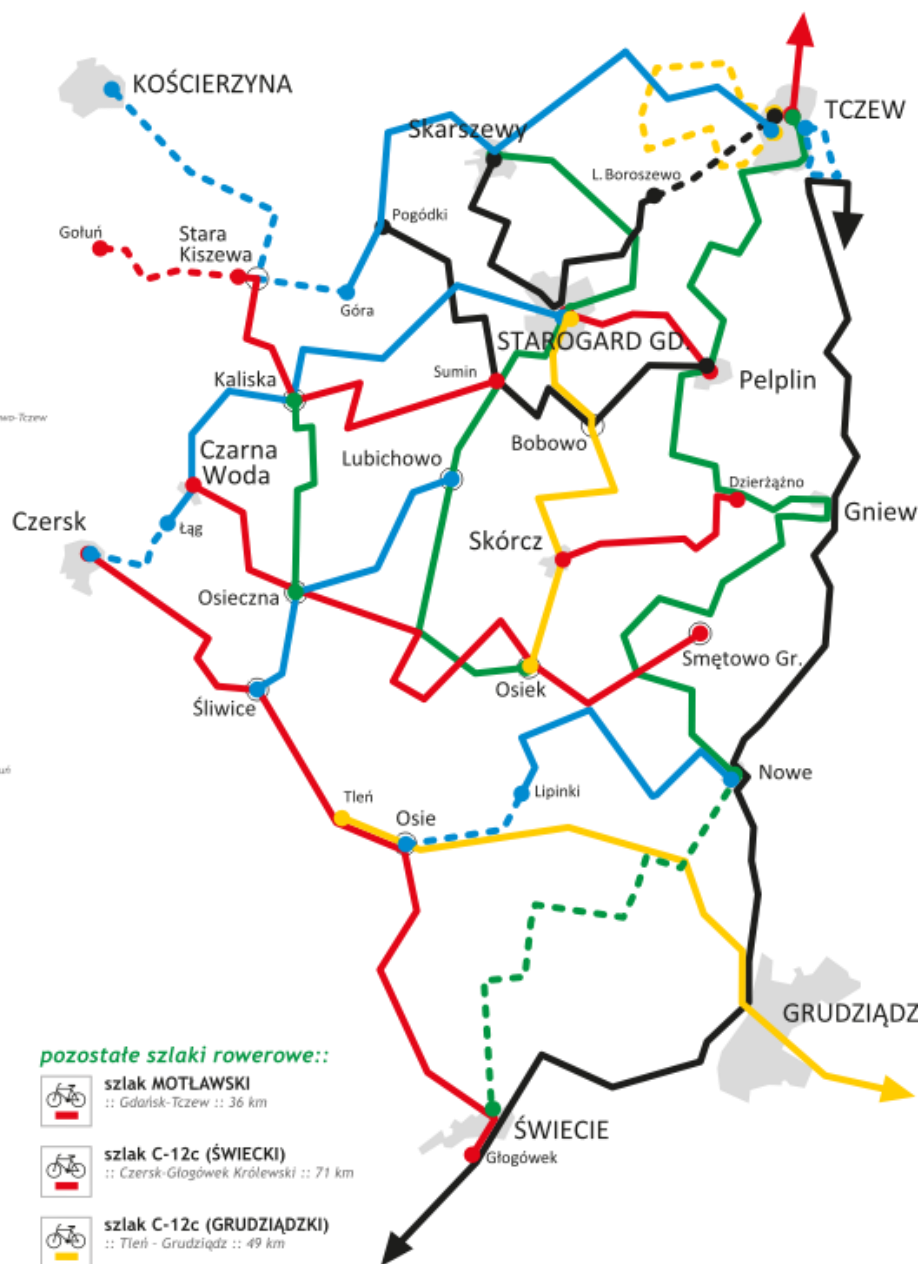 KOŚCIERZYNA
TCZEW
Skarszewy
L. Boroszewo
Pogódki
Gołuń
Stara
Kiszewa
Góra
STAROGARD GD.
Kaliska
Sumin
Pelplin
wo-Tczew
Bobowo
Czarna
Woda
Lubichowo
Dzierżążno
Gniew
Czersk
Łąg
Skórcz
Osieczna
Smętowo Gr.
Osiek
Śliwice
uń
Nowe
Lipinki
Tleń
Osie
GRUDZIĄDZ
pozostałe szlaki rowerowe::
szlak MOTŁAWSKI
:: Gdańsk-Tczew :: 36 km
ŚWIECIE
Głogówek
szlak C-12c (ŚWIECKI)
:: Czersk-Głogówek Królewski :: 71 km
szlak C-12c (GRUDZIĄDZKI)
:: Tleń - Grudziądz :: 49 km